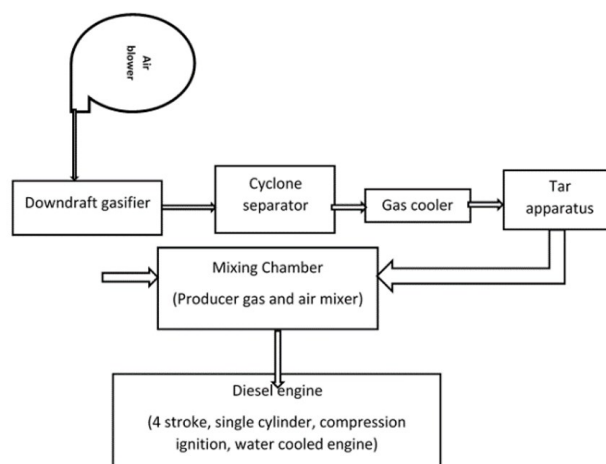 Air
blower
Downdraft gasifier
Cyclone
separator
Gas cooler
Tar
apparatus
Mixing Chamber
(Producer gas and air mixer)
Diesel engine
(4 stroke, single cylinder, compression
ignition, water cooled engine)